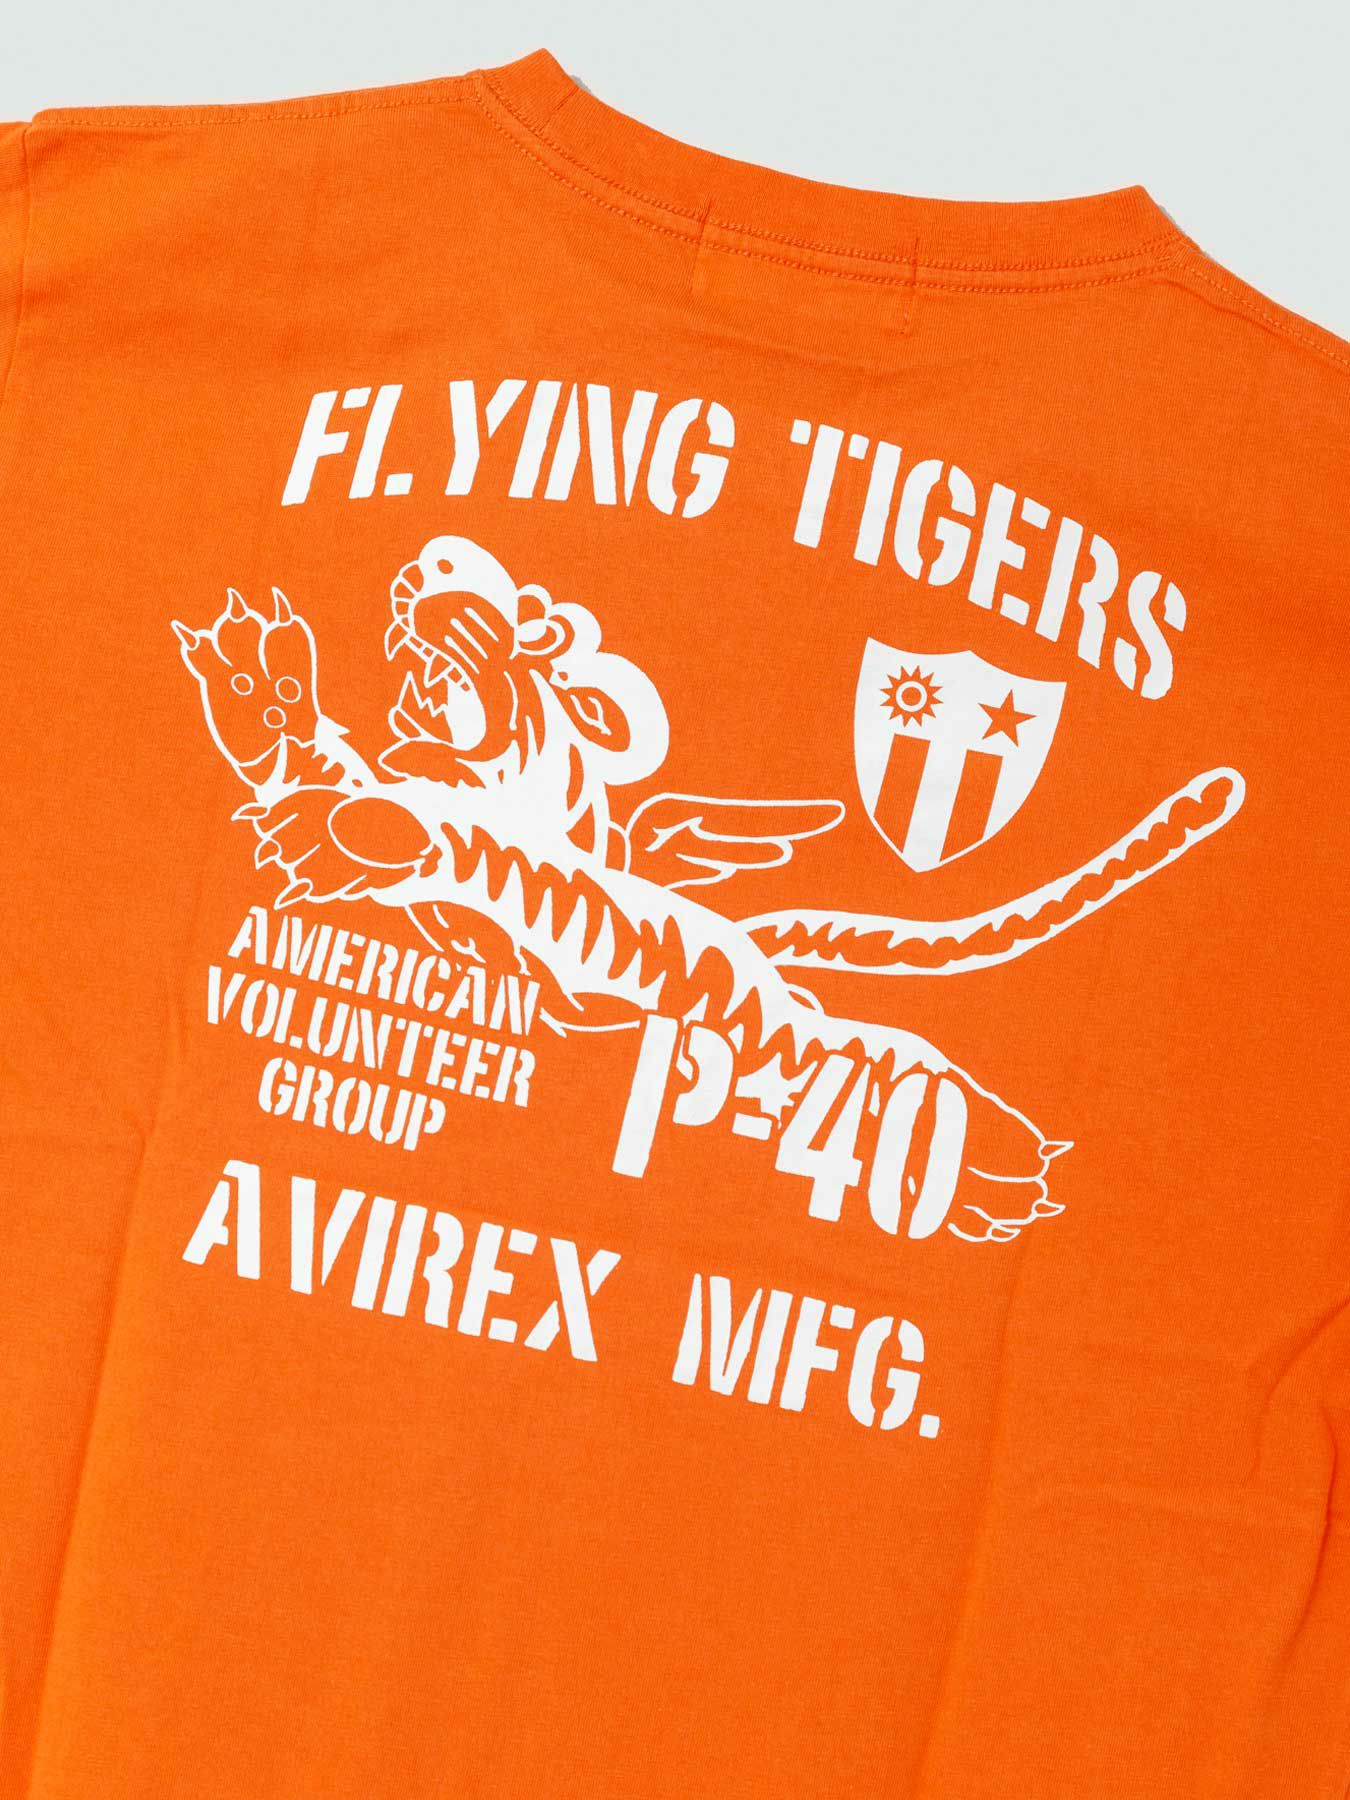 FLYING TIGERS
AMERICAN
VOLUNTEER
GROUP
P-40
AVIREX MFG.